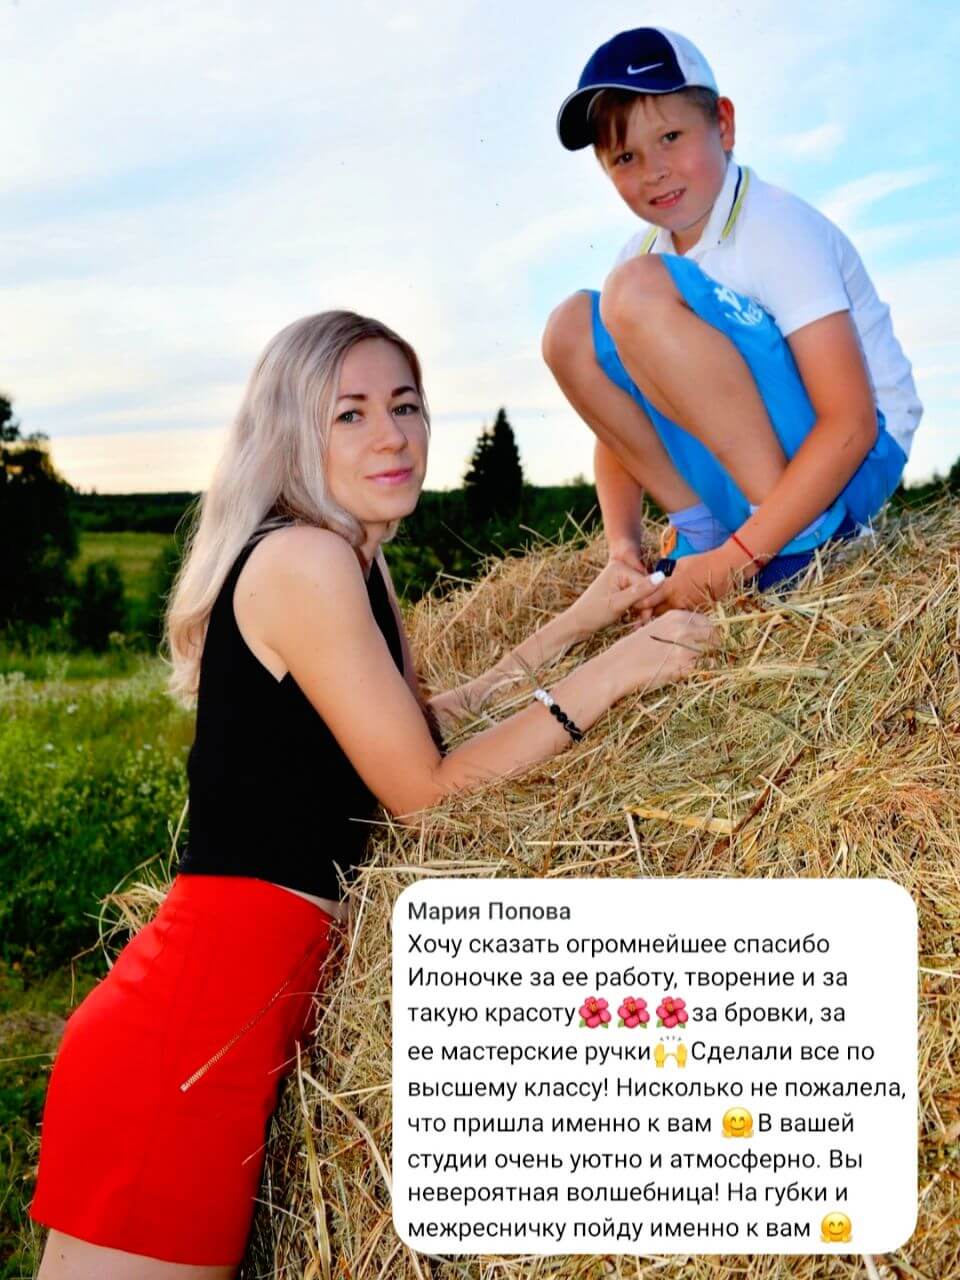 Мария Попова
Хочу сказать огромнейшее спасибо
Илоночке за ее работу, творение и за
такую красоту🌺🌺🌺за бровки, за
ее мастерские ручки🙌Сделали все по
высшему классу! Нисколько не пожалела,
что пришла именно к вам 🤗В вашей
студии очень уютно и атмосферно. Вы
невероятная волшебница! На губки и
межресничку пойду именно к вам 🤗